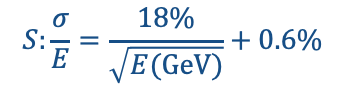 S: σ/E = 18%/√E(GeV) + 0.6%